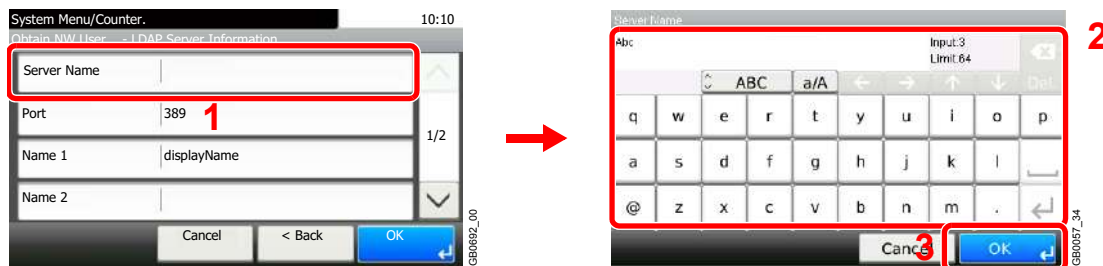 System Menu/Counter. 10:10
Obtain NW User - LDAP Server Information
Server Name
Port 389
1
1/2
Name 1 displayName
Name 2
Cancel < Back OK
GB0692_00
Server Name
2
Abc Input:3
Limit:64
ABC a/A Del.
q w e r t y u i o p
a s d f g h j k l
@ z x c v b n m .
3
Cancel OK
GB0057_34